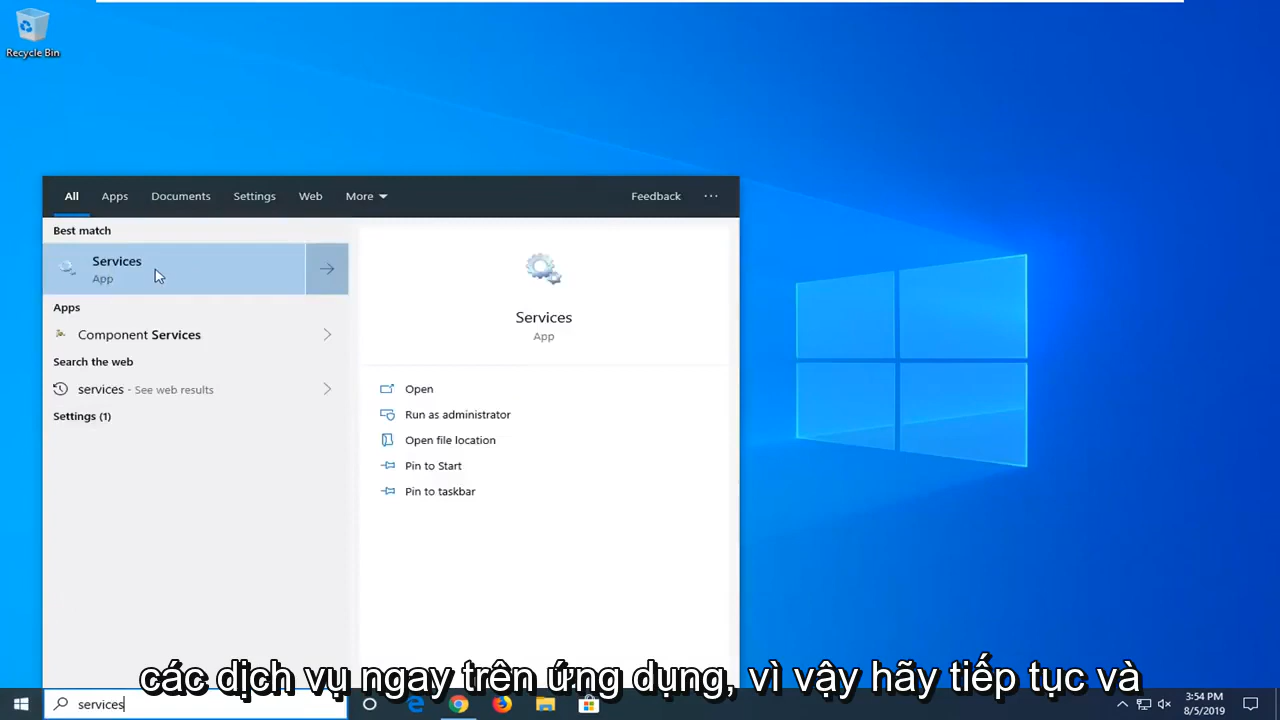 Recycle Bin
All Apps Documents Settings Web More Feedback ...
Best match
Services
App
Apps
Component Services
Search the web
services - See web results
Settings (1)
Services
App
Open
Run as administrator
Open file location
Pin to Start
Pin to taskbar
các dịch vụ ngay trên ứng dụng, vì vậy hãy tiếp tục và
services
3:54 PM
8/5/2019